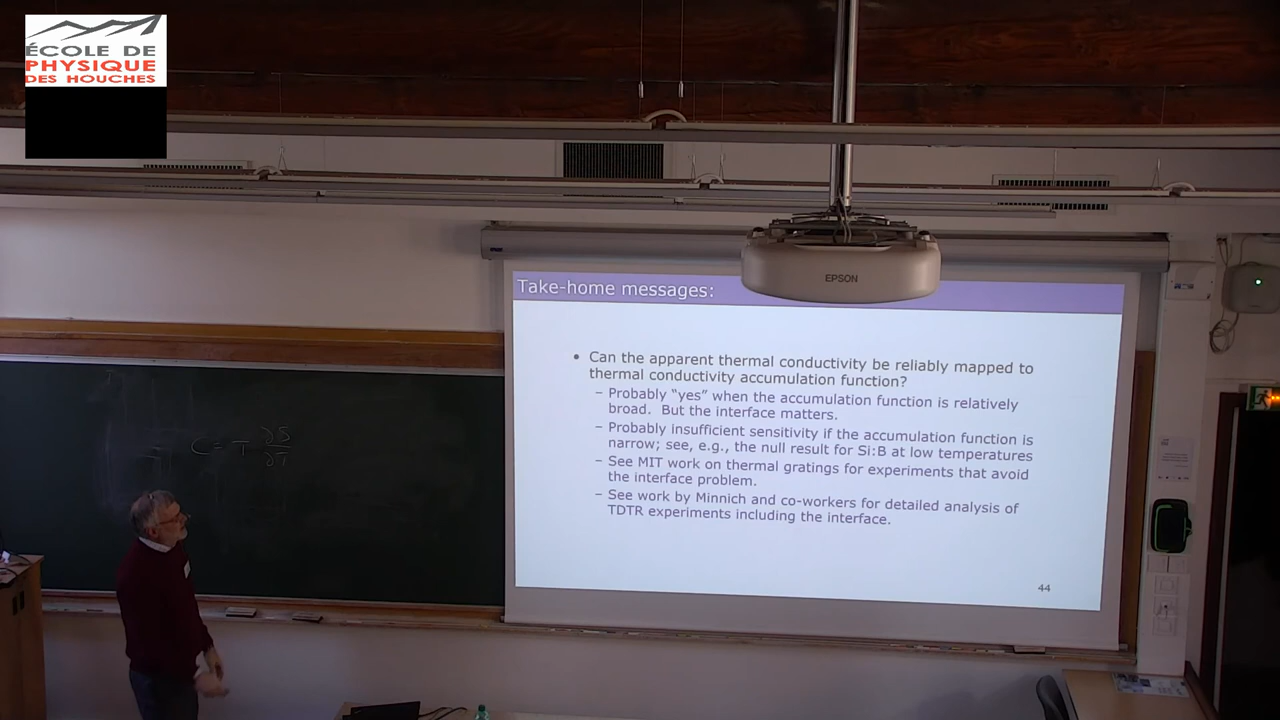 ÉCOLE DE
PHYSIQUE
DES HOUCHES
EPSON
Take-home messages:
• Can the apparent thermal conductivity be reliably mapped to
thermal conductivity accumulation function?
– Probably “yes” when the accumulation function is relatively
broad. But the interface matters.
– Probably insufficient sensitivity if the accumulation function is
narrow; see, e.g., the null result for Si:B at low temperatures
– See MIT work on thermal gratings for experiments that avoid
the interface problem.
– See work by Minnich and co-workers for detailed analysis of
TDTR experiments including the interface.
44
C = T ∂S/∂T